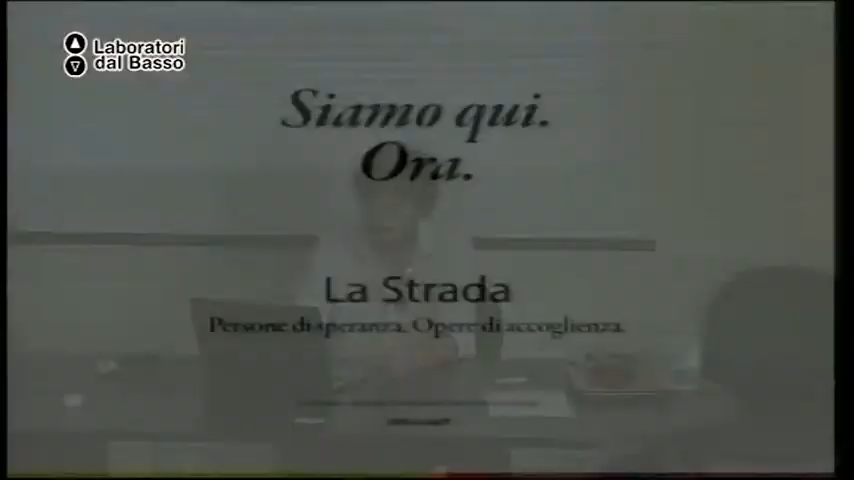 Laboratori
dal Basso
Siamo qui.
Ora.
La Strada
Persone di speranza. Opere di accoglienza.